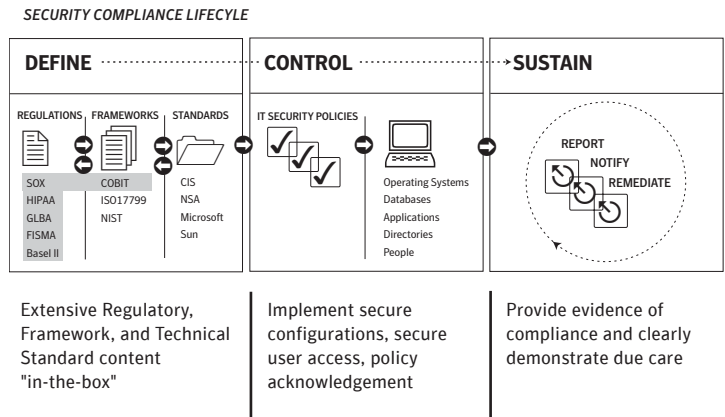 SECURITY COMPLIANCE LIFECYLE
DEFINE
CONTROL
SUSTAIN
REGULATIONS
FRAMEWORKS
STANDARDS
SOX
HIPAA
GLBA
FISMA
Basel II
COBIT
ISO17799
NIST
CIS
NSA
Microsoft
Sun
IT SECURITY POLICIES
Operating Systems
Databases
Applications
Directories
People
REPORT
NOTIFY
REMEDIATE
Extensive Regulatory,
Framework, and Technical
Standard content
"in-the-box"
Implement secure
configurations, secure
user access, policy
acknowledgement
Provide evidence of
compliance and clearly
demonstrate due care